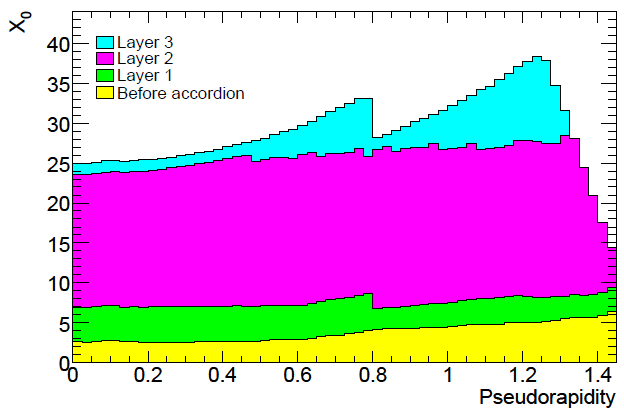 X₀
40
35
30
25
20
15
10
5
0
Layer 3
Layer 2
Layer 1
Before accordion
0 0.2 0.4 0.6 0.8 1 1.2 1.4
Pseudorapidity